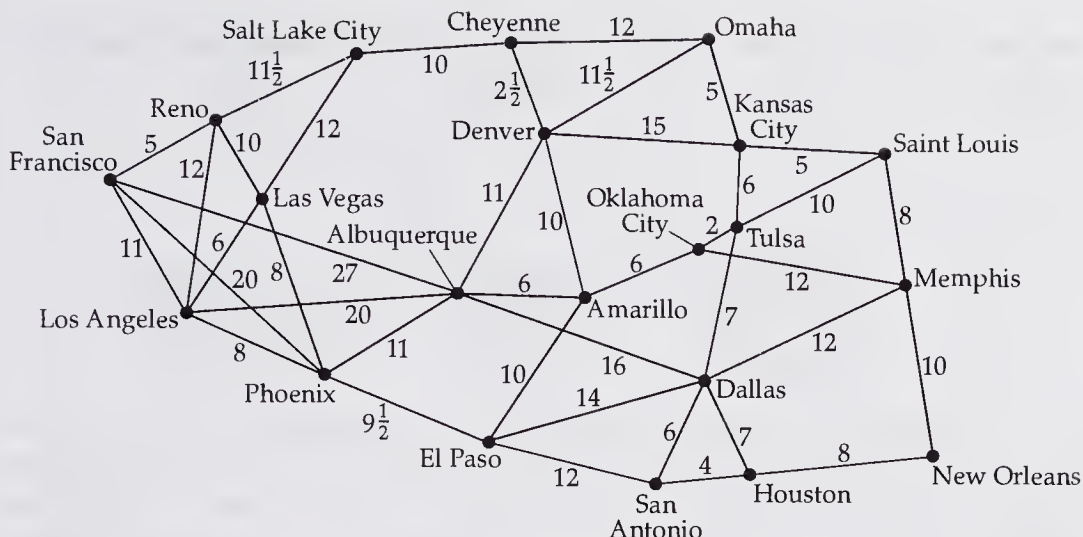 Cheyenne
12
Omaha
Salt Lake City
10
11½
11½
2½
5
Kansas
City
Reno
Denver
15
Saint Louis
San
Francisco
5
12
10
12
5
6
Oklahoma
City
10
Las Vegas
11
10
2
Tulsa
8
Albuquerque
11
6
20
8
27
6
6
12
Memphis
Los Angeles
20
Amarillo
7
8
11
16
12
10
Phoenix
10
14
Dallas
9½
El Paso
6
7
8
12
4
New Orleans
San
Antonio
Houston